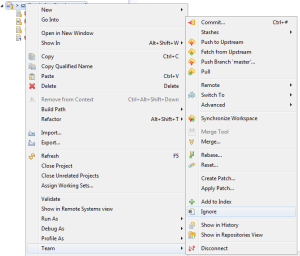 New
Go Into
Open in New Window
Show In Alt+Shift+W
Copy Ctrl+C
Copy Qualified Name
Paste Ctrl+V
Delete Delete
Remove from Context Ctrl+Alt+Shift+Down
Build Path
Refactor Alt+Shift+T
Import...
Export...
Refresh F5
Close Project
Close Unrelated Projects
Assign Working Sets...
Validate
Show in Remote Systems view
Run As
Debug As
Profile As
Team
Commit... Ctrl+#
Stashes
Push to Upstream
Fetch from Upstream
Push Branch 'master'...
Pull
Remote
Switch To
Advanced
Synchronize Workspace
Merge Tool
Merge...
Rebase...
Reset...
Create Patch...
Apply Patch...
Add to Index
Ignore
Show in History
Show in Repositories View
Disconnect